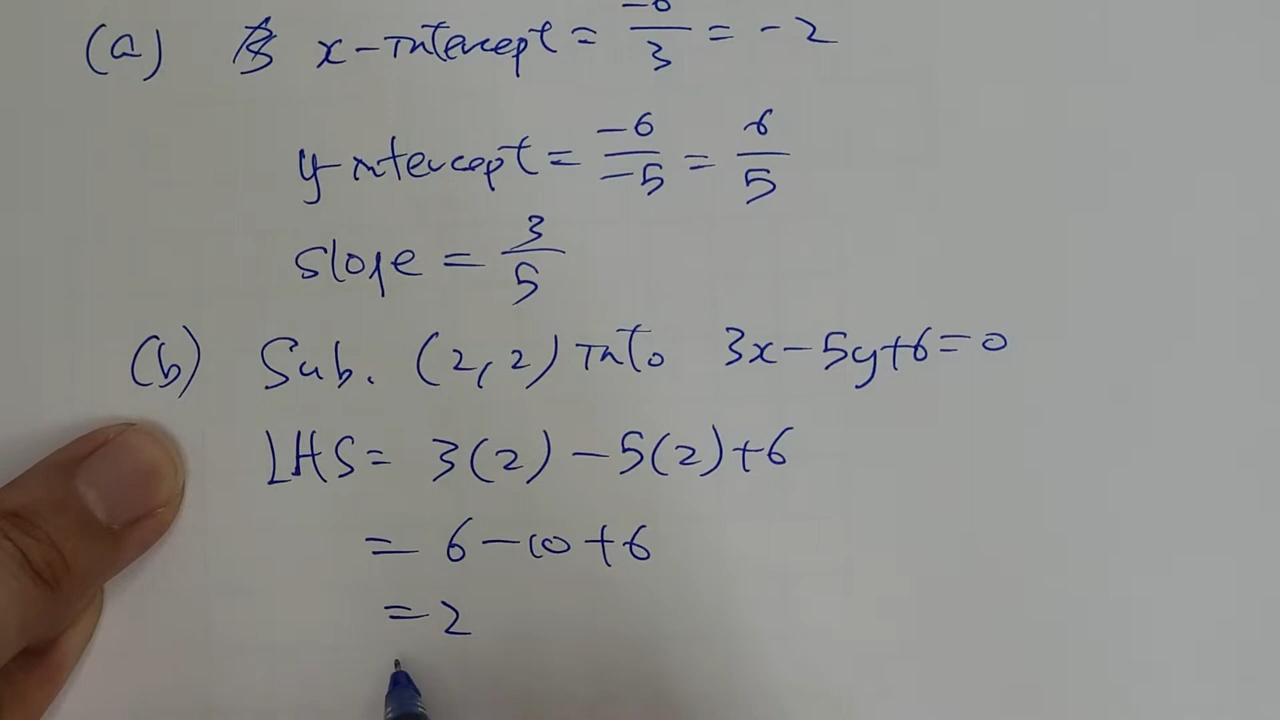 (a) x-intercept = -6/3 = -2
y-intercept = -6/-5 = 6/5
slope = 3/5
(b) Sub. (2,2) into 3x-5y+6=0
LHS = 3(2) -5(2)+6
= 6-10+6
= 2